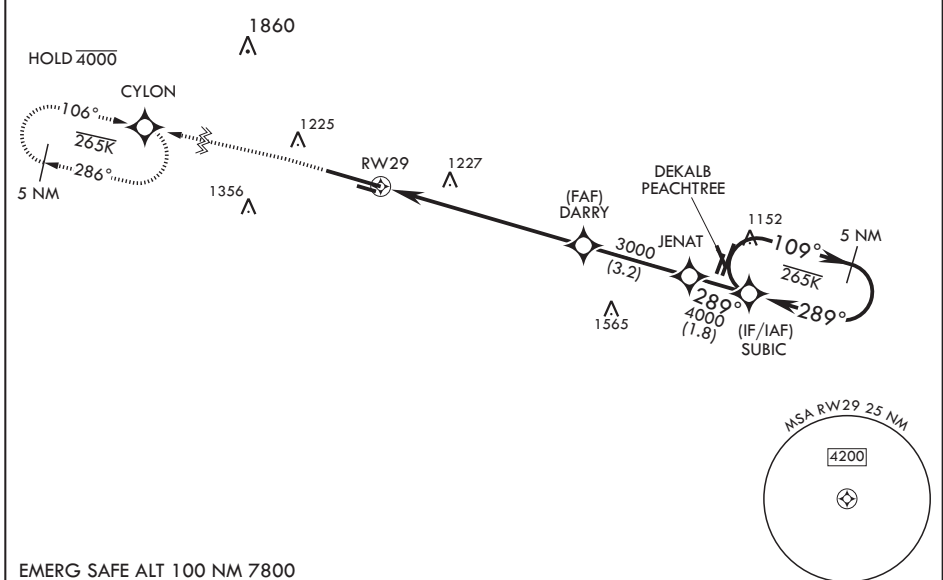 1860
HOLD 4000
CYLON
106°
265K
286°
5 NM
1225
1356
RW29
1227
(FAF)
DARRY
DEKALB
PEACHTREE
1152
JENAT
3000
(3.2)
109°
5 NM
265K
289°
289°
4000
(1.8)
1565
(IF/IAF)
SUBIC
MSA RW29 25 NM
4200
EMERG SAFE ALT 100 NM 7800